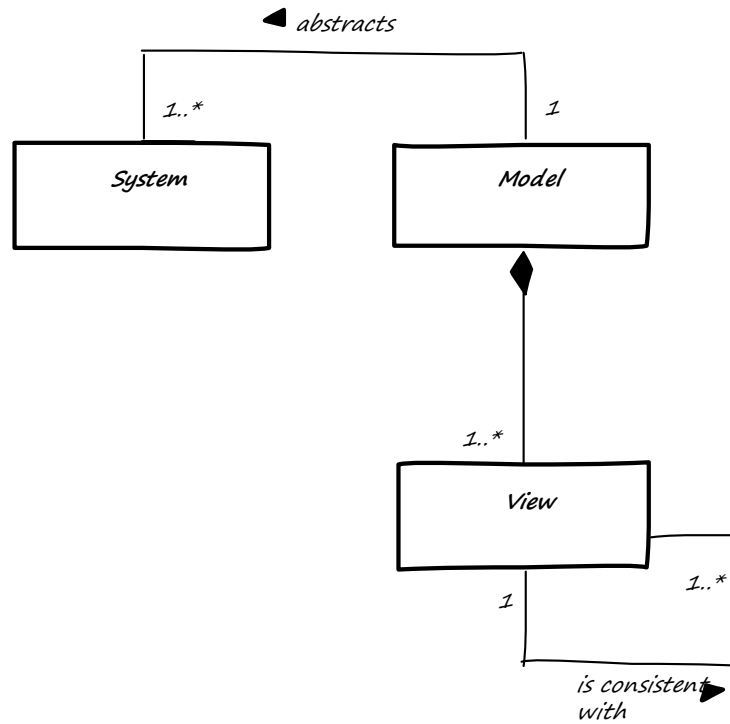 abstracts
1..*
1
System
Model
1..*
View
1..*
1
is consistent
with